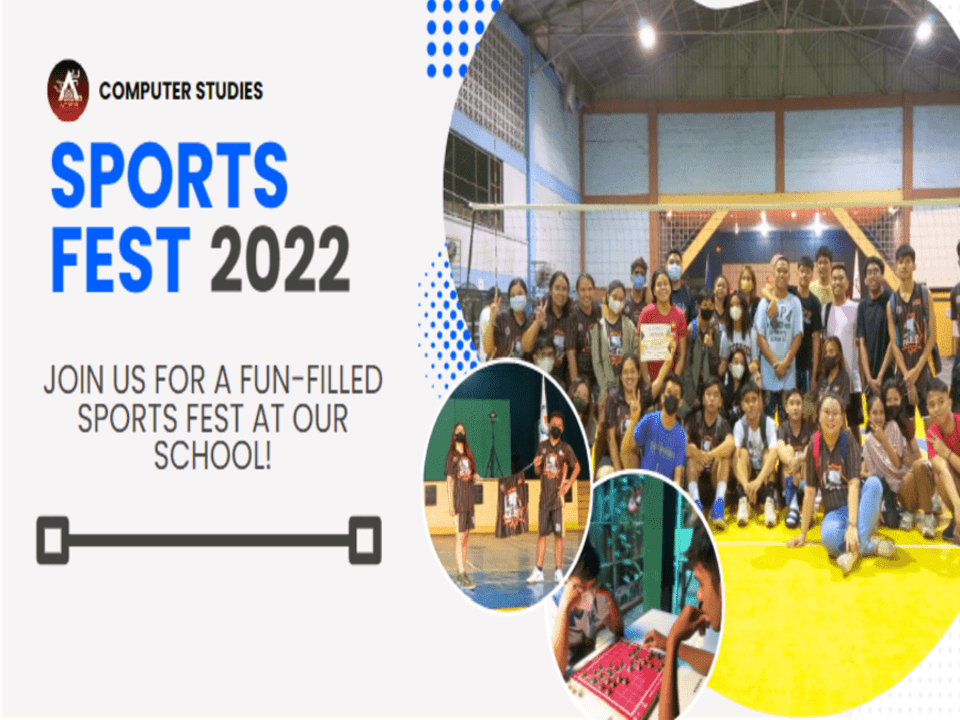 COMPUTER STUDIES
SPORTS
FEST 2022
JOIN US FOR A FUN-FILLED
SPORTS FEST AT OUR
SCHOOL!